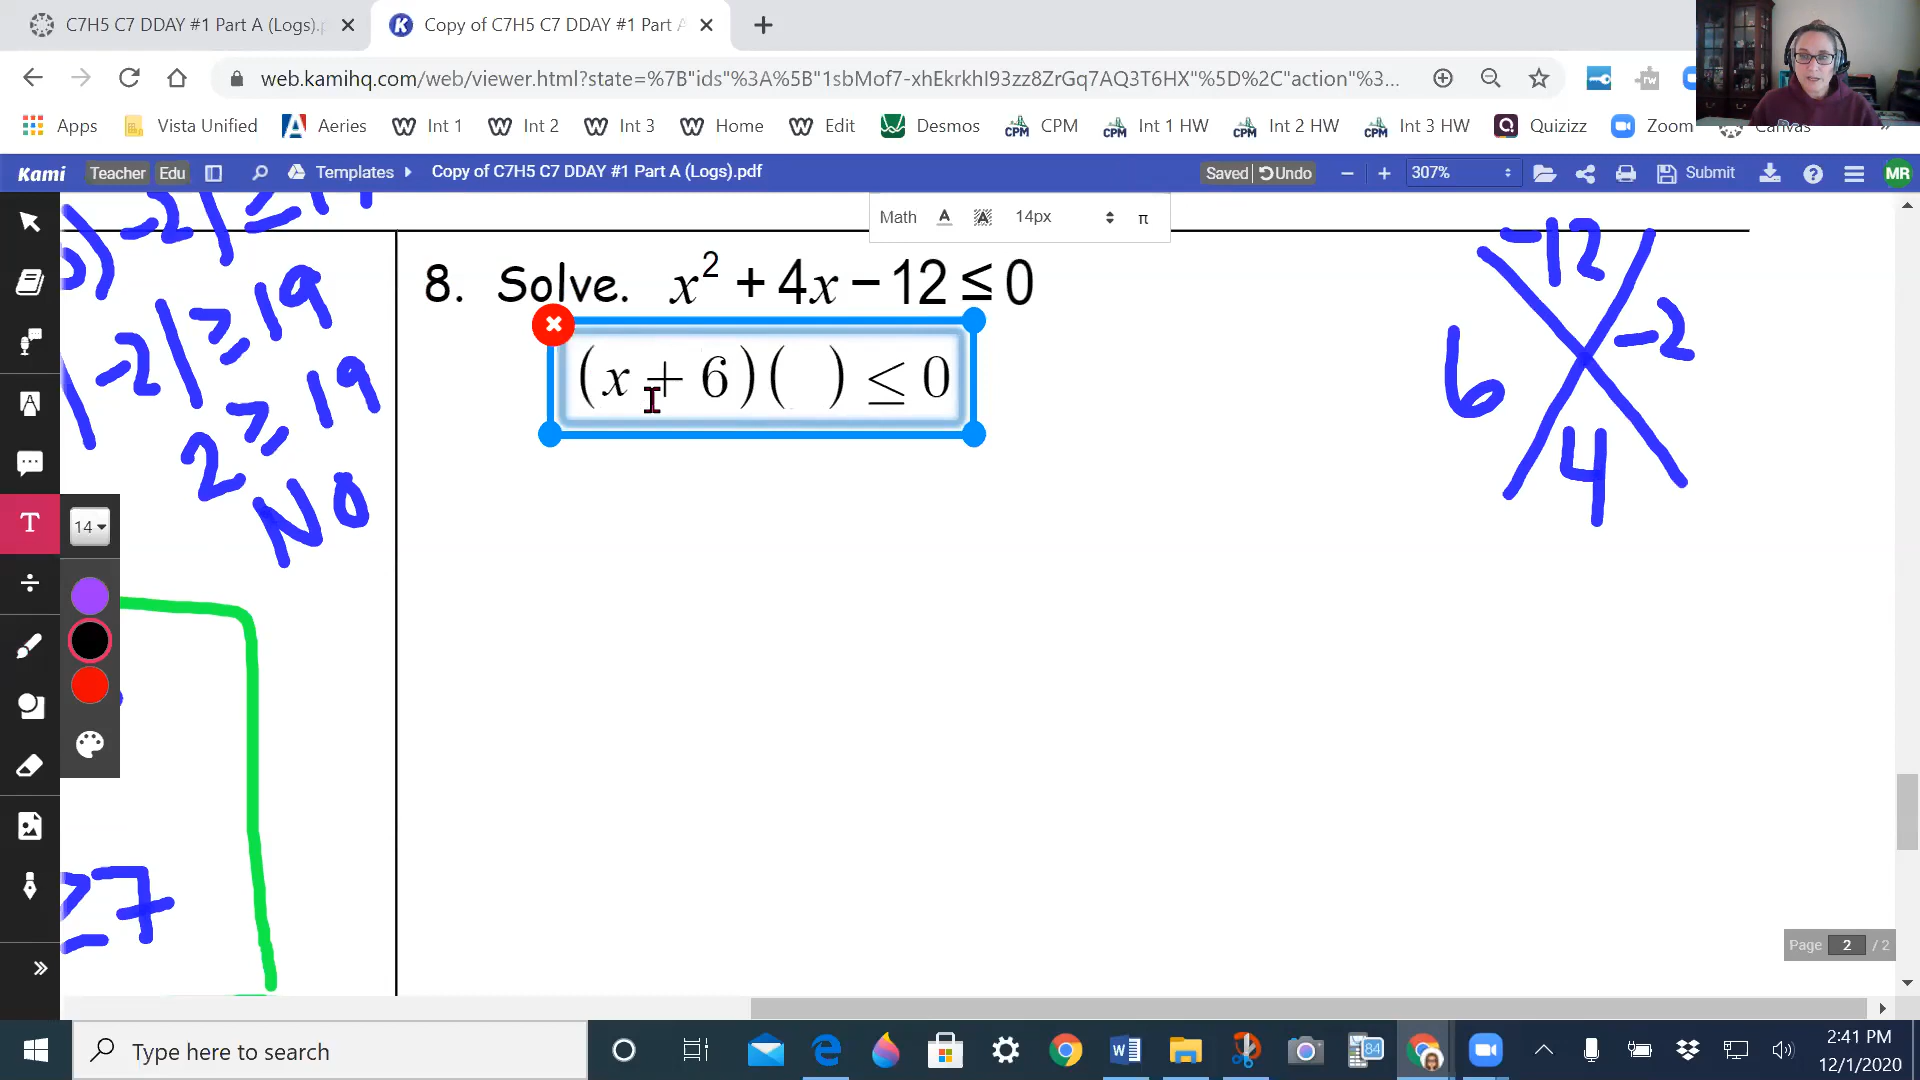 C7H5 C7 DDAY #1 Part A (Logs).p
Copy of C7H5 C7 DDAY #1 Part A
web.kamihq.com/web/viewer.html?state=%7B"ids"%3A%5B"1sbMof7-xhEkrkhI93zz8ZrGq7AQ3T6HX"%5D%2C"action"%3...
Apps Vista Unified Aeries Int 1 Int 2 Int 3 Home Edit Desmos CPM Int 1 HW Int 2 HW Int 3 HW Quizizz Zoom Canvas
Kami Teacher Edu Templates Copy of C7H5 C7 DDAY #1 Part A (Logs).pdf Saved Undo 307% Submit MR
Math A 14px π
8. Solve. x² + 4x − 12 ≤ 0
(x + 6)( ) ≤ 0
-12
6 -2
4
-2| ≥ 19
2 ≥ 19
NO
T 14
≥7
Page 2 / 2
Type here to search
84
2:41 PM
12/1/2020